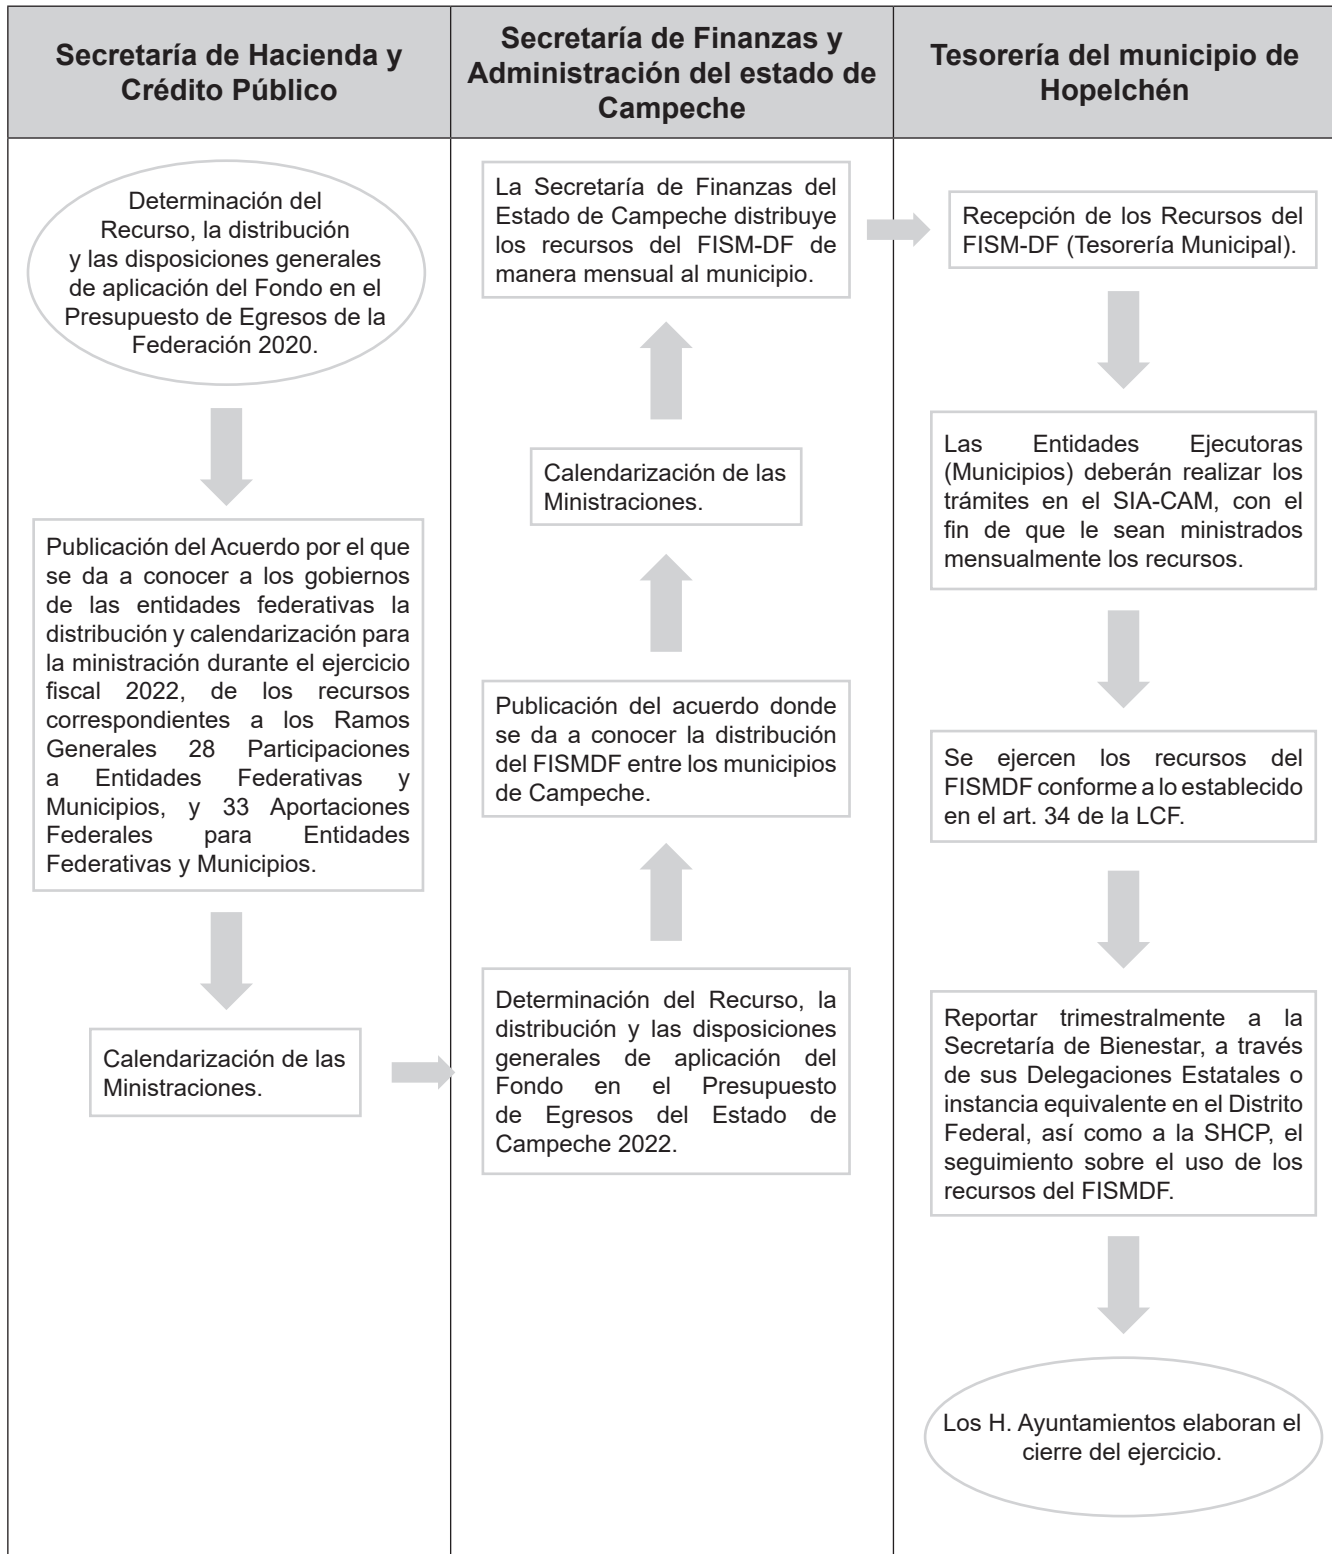 Secretaría de Hacienda y
Crédito Público
Secretaría de Finanzas y
Administración del estado de
Campeche
Tesorería del municipio de
Hopelchén
Determinación del
Recurso, la distribución
y las disposiciones generales
de aplicación del Fondo en el
Presupuesto de Egresos de la
Federación 2020.
Publicación del Acuerdo por el que
se da a conocer a los gobiernos
de las entidades federativas la
distribución y calendarización para
la ministración durante el ejercicio
fiscal 2022, de los recursos
correspondientes a los Ramos
Generales 28 Participaciones
a Entidades Federativas y
Municipios, y 33 Aportaciones
Federales para Entidades
Federativas y Municipios.
Calendarización de las
Ministraciones.
Determinación del Recurso, la
distribución y las disposiciones
generales de aplicación del
Fondo en el Presupuesto
de Egresos del Estado de
Campeche 2022.
Publicación del acuerdo donde
se da a conocer la distribución
del FISMDF entre los municipios
de Campeche.
Calendarización de las
Ministraciones.
La Secretaría de Finanzas del
Estado de Campeche distribuye
los recursos del FISM-DF de
manera mensual al municipio.
Recepción de los Recursos del
FISM-DF (Tesorería Municipal).
Las Entidades Ejecutoras
(Municipios) deberán realizar los
trámites en el SIA-CAM, con el
fin de que le sean ministrados
mensualmente los recursos.
Se ejercen los recursos del
FISMDF conforme a lo establecido
en el art. 34 de la LCF.
Reportar trimestralmente a la
Secretaría de Bienestar, a través
de sus Delegaciones Estatales o
instancia equivalente en el Distrito
Federal, así como a la SHCP, el
seguimiento sobre el uso de los
recursos del FISMDF.
Los H. Ayuntamientos elaboran el
cierre del ejercicio.